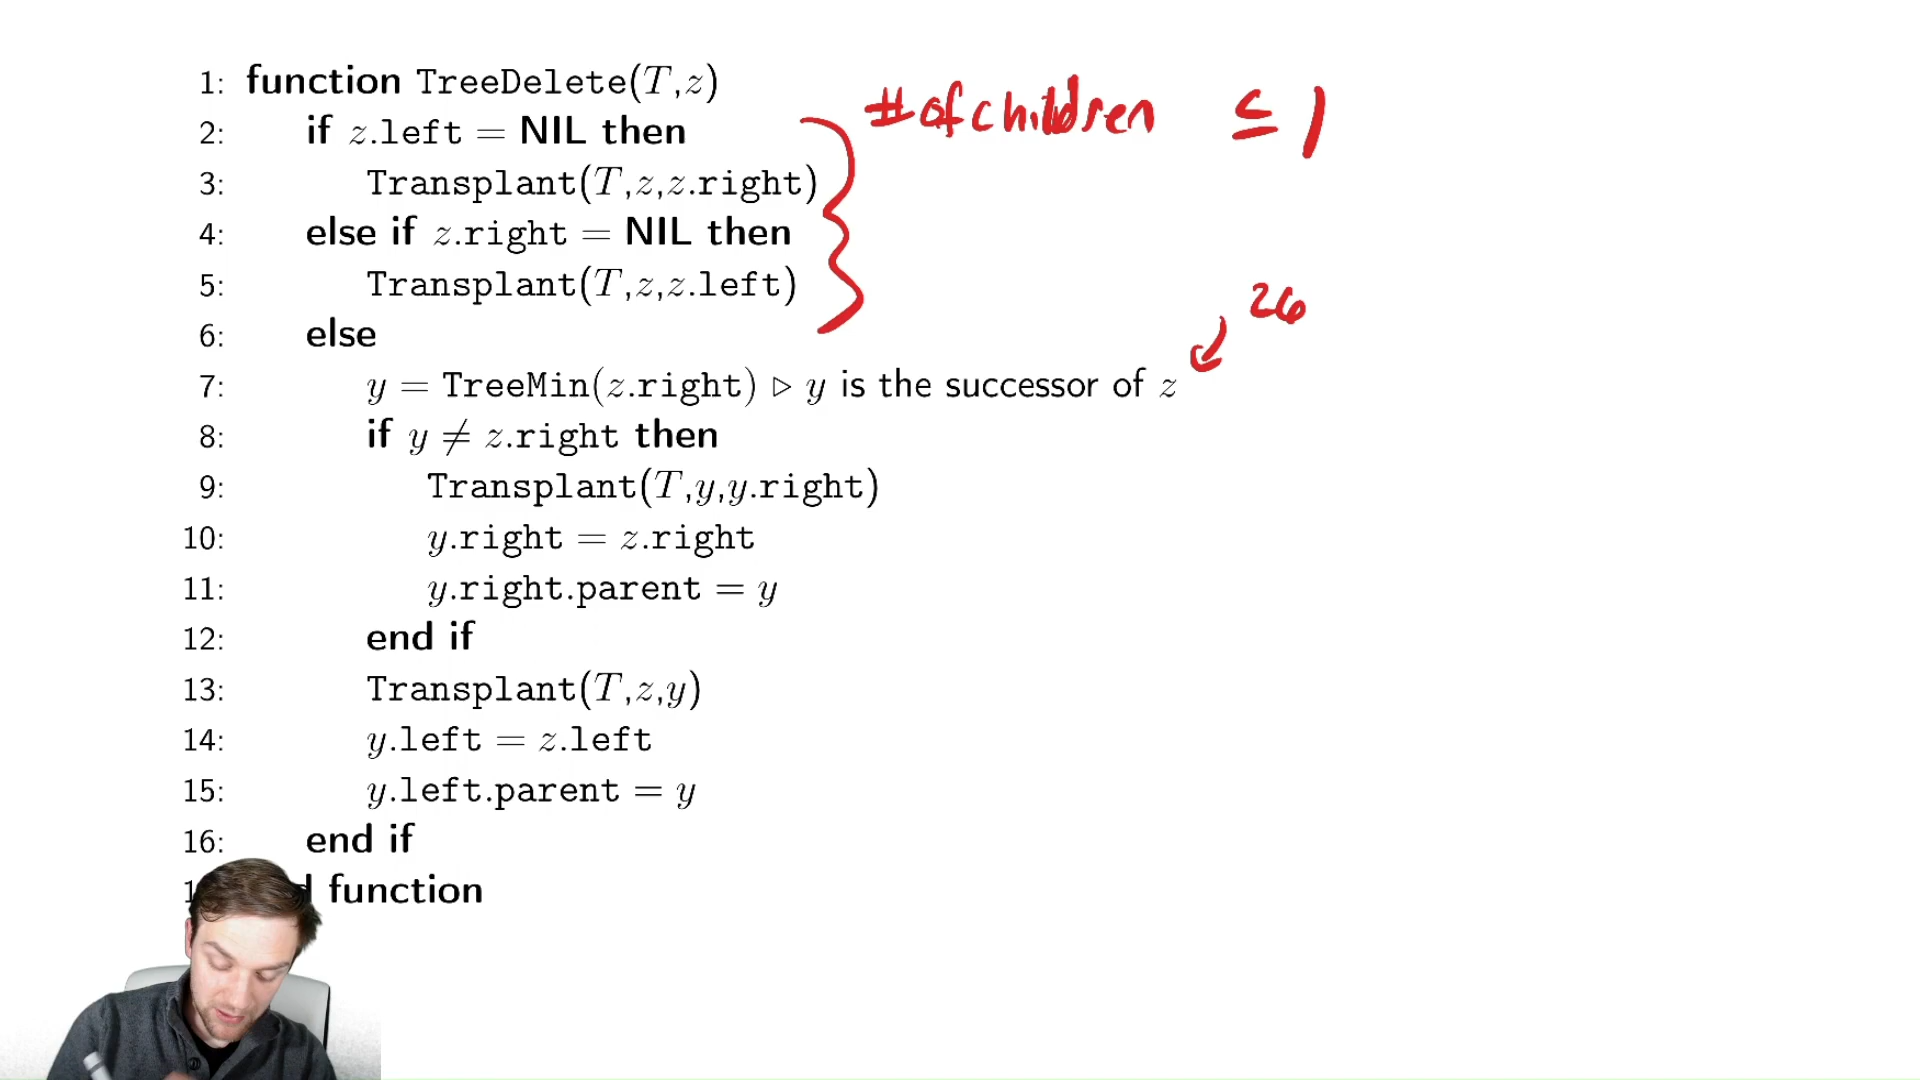 1: function TreeDelete(T,z)
# of children ≤ 1
2: if z.left = NIL then
3: Transplant(T,z,z.right)
4: else if z.right = NIL then
5: Transplant(T,z,z.left)
26
6: else
7: y = TreeMin(z.right) ▷ y is the successor of z
8: if y ≠ z.right then
9: Transplant(T,y,y.right)
10: y.right = z.right
11: y.right.parent = y
12: end if
13: Transplant(T,z,y)
14: y.left = z.left
15: y.left.parent = y
16: end if
function